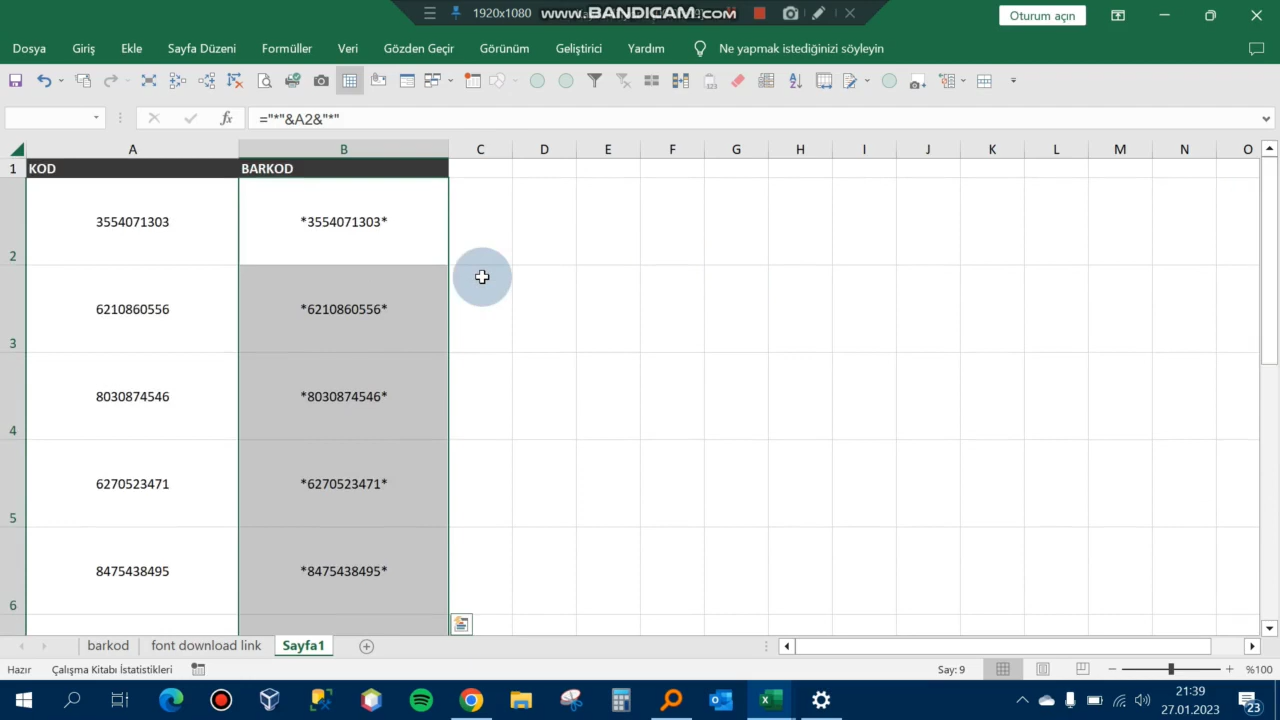 1920x1080
www.BANDICAM.com
Oturum açın
Dosya
Giriş
Ekle
Sayfa Düzeni
Formüller
Veri
Gözden Geçir
Görünüm
Geliştirici
Yardım
Ne yapmak istediğinizi söyleyin
="*"&A2&"*"
A B C D E F G H I J K L M N O
1 KOD BARKOD
2 3554071303 *3554071303*
3 6210860556 *6210860556*
4 8030874546 *8030874546*
5 6270523471 *6270523471*
6 8475438495 *8475438495*
barkod
font download link
Sayfa1
Hazır
Çalışma Kitabı İstatistikleri
Say: 9
%100
21:39
27.01.2023
23